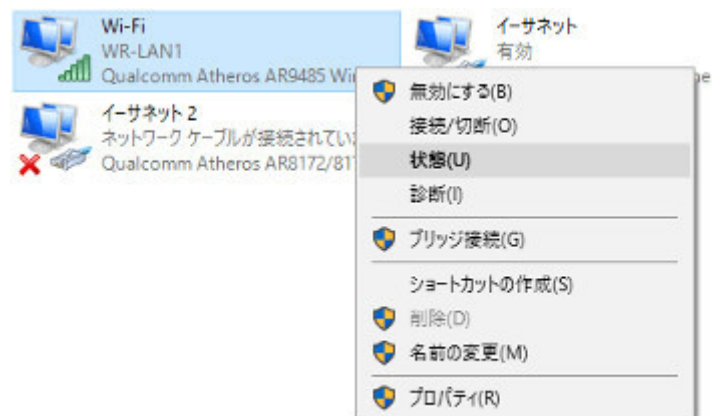 Wi-Fi
WR-LAN1
Qualcomm Atheros AR9485
イーサネット
有効
イーサネット 2
ネットワーク ケーブルが接続されてい
Qualcomm Atheros AR8172/81
無効にする(B)
接続/切断(O)
状態(U)
診断(I)
ブリッジ接続(G)
ショートカットの作成(S)
削除(D)
名前の変更(M)
プロパティ(R)